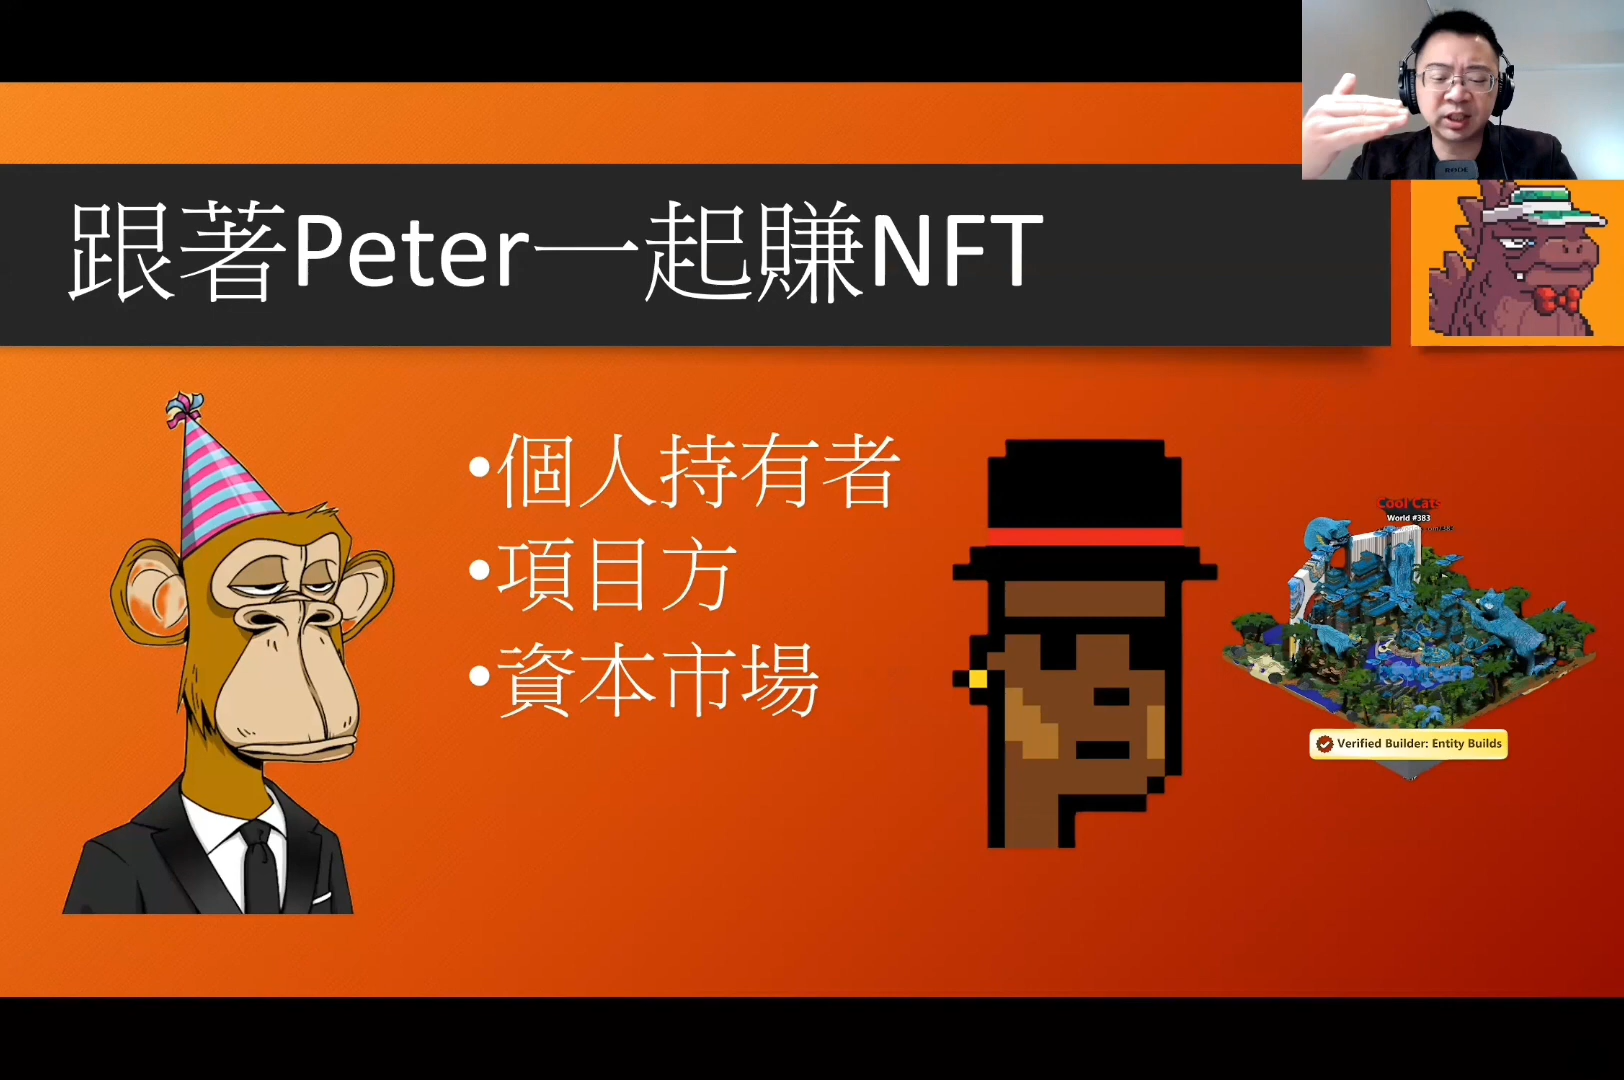 跟著Peter一起賺NFT
•個人持有者
•項目方
•資本市場
Cool Cats
World #383
Verified Builder: Entity Builds
RODE